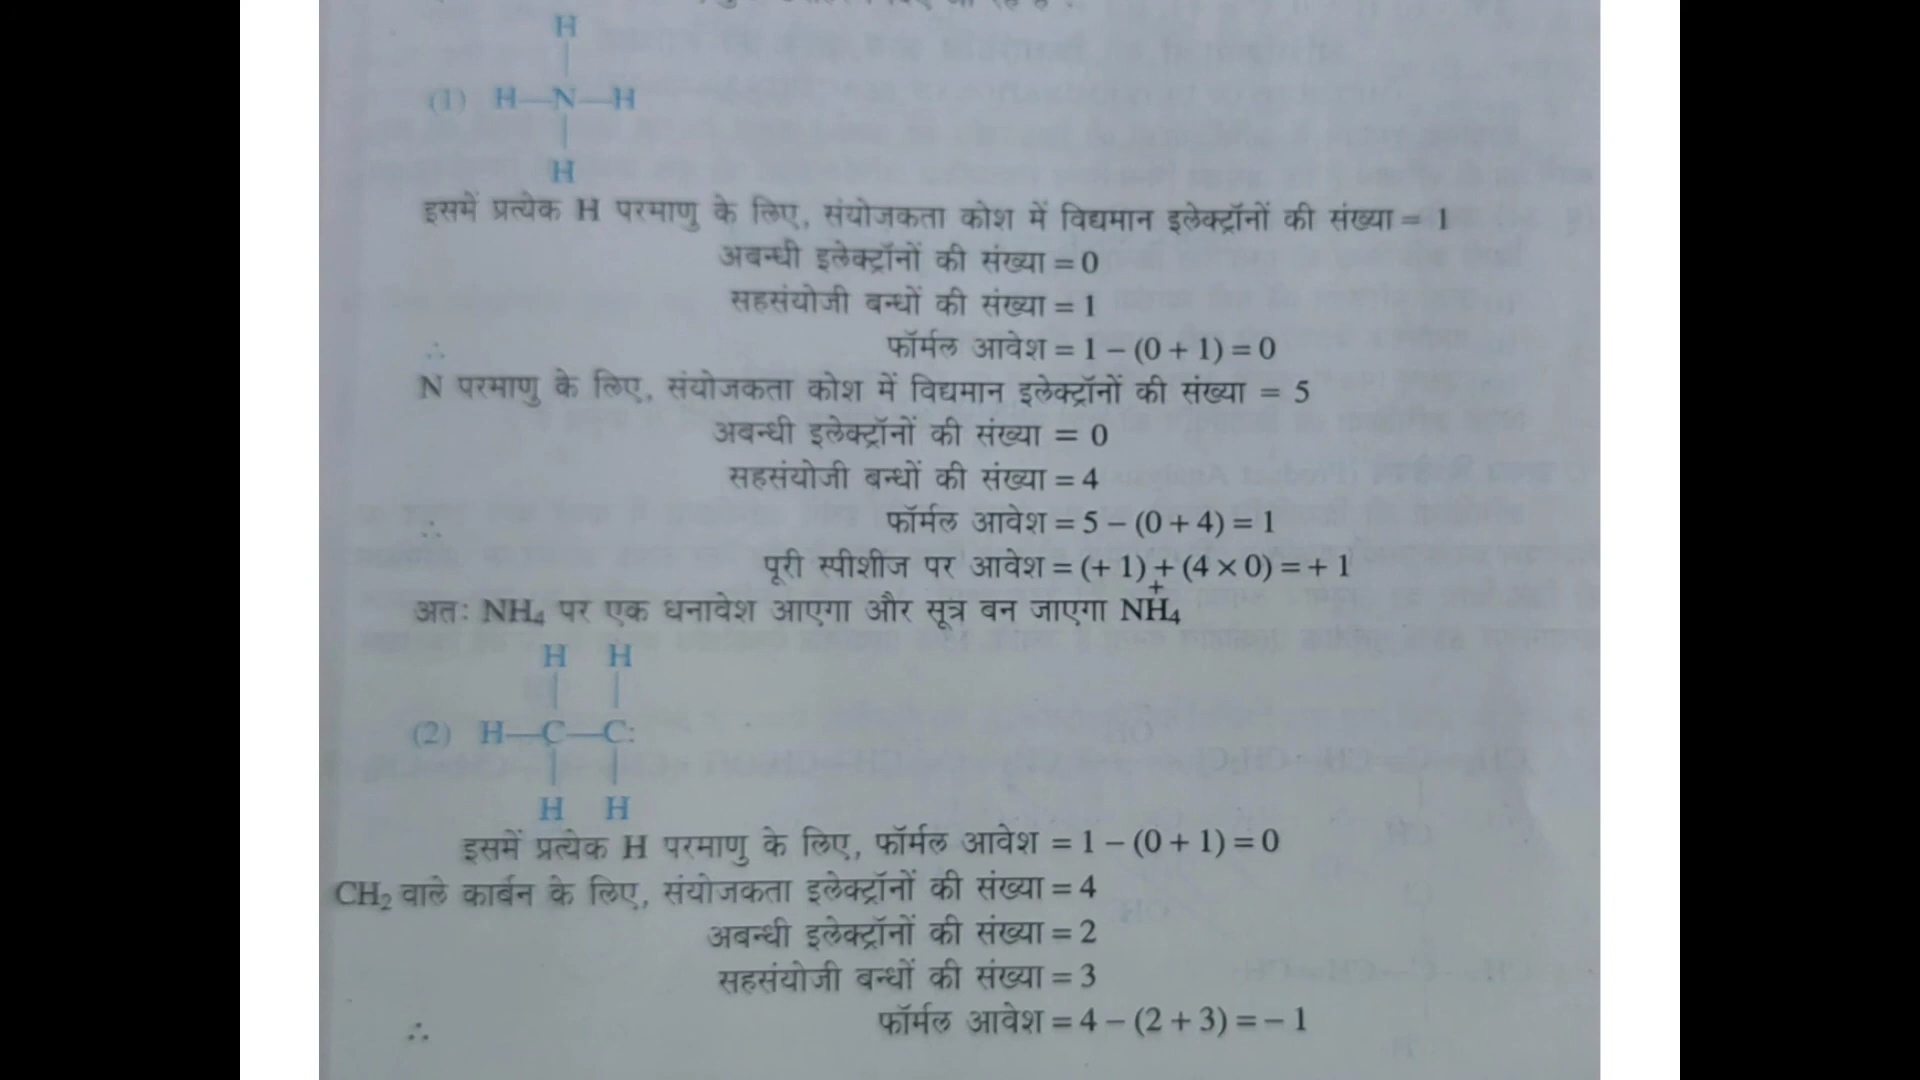 H
(1) H—N—H
H
इसमें प्रत्येक H परमाणु के लिए, संयोजकता कोश में विद्यमान इलेक्ट्रॉनों की संख्या = 1
अबन्धी इलेक्ट्रॉनों की संख्या = 0
सहसंयोजी बन्धों की संख्या = 1
∴ फॉर्मल आवेश = 1 – (0 + 1) = 0
N परमाणु के लिए, संयोजकता कोश में विद्यमान इलेक्ट्रॉनों की संख्या = 5
अबन्धी इलेक्ट्रॉनों की संख्या = 0
सहसंयोजी बन्धों की संख्या = 4
∴ फॉर्मल आवेश = 5 – (0 + 4) = 1
पूरी स्पीशीज पर आवेश = (+ 1) + (4 × 0) = + 1
अतः NH₄ पर एक धनावेश आएगा और सूत्र बन जाएगा NH₄⁺
H H
(2) H—C—C:
H H
इसमें प्रत्येक H परमाणु के लिए, फॉर्मल आवेश = 1 – (0 + 1) = 0
CH₂ वाले कार्बन के लिए, संयोजकता इलेक्ट्रॉनों की संख्या = 4
अबन्धी इलेक्ट्रॉनों की संख्या = 2
सहसंयोजी बन्धों की संख्या = 3
∴ फॉर्मल आवेश = 4 – (2 + 3) = – 1